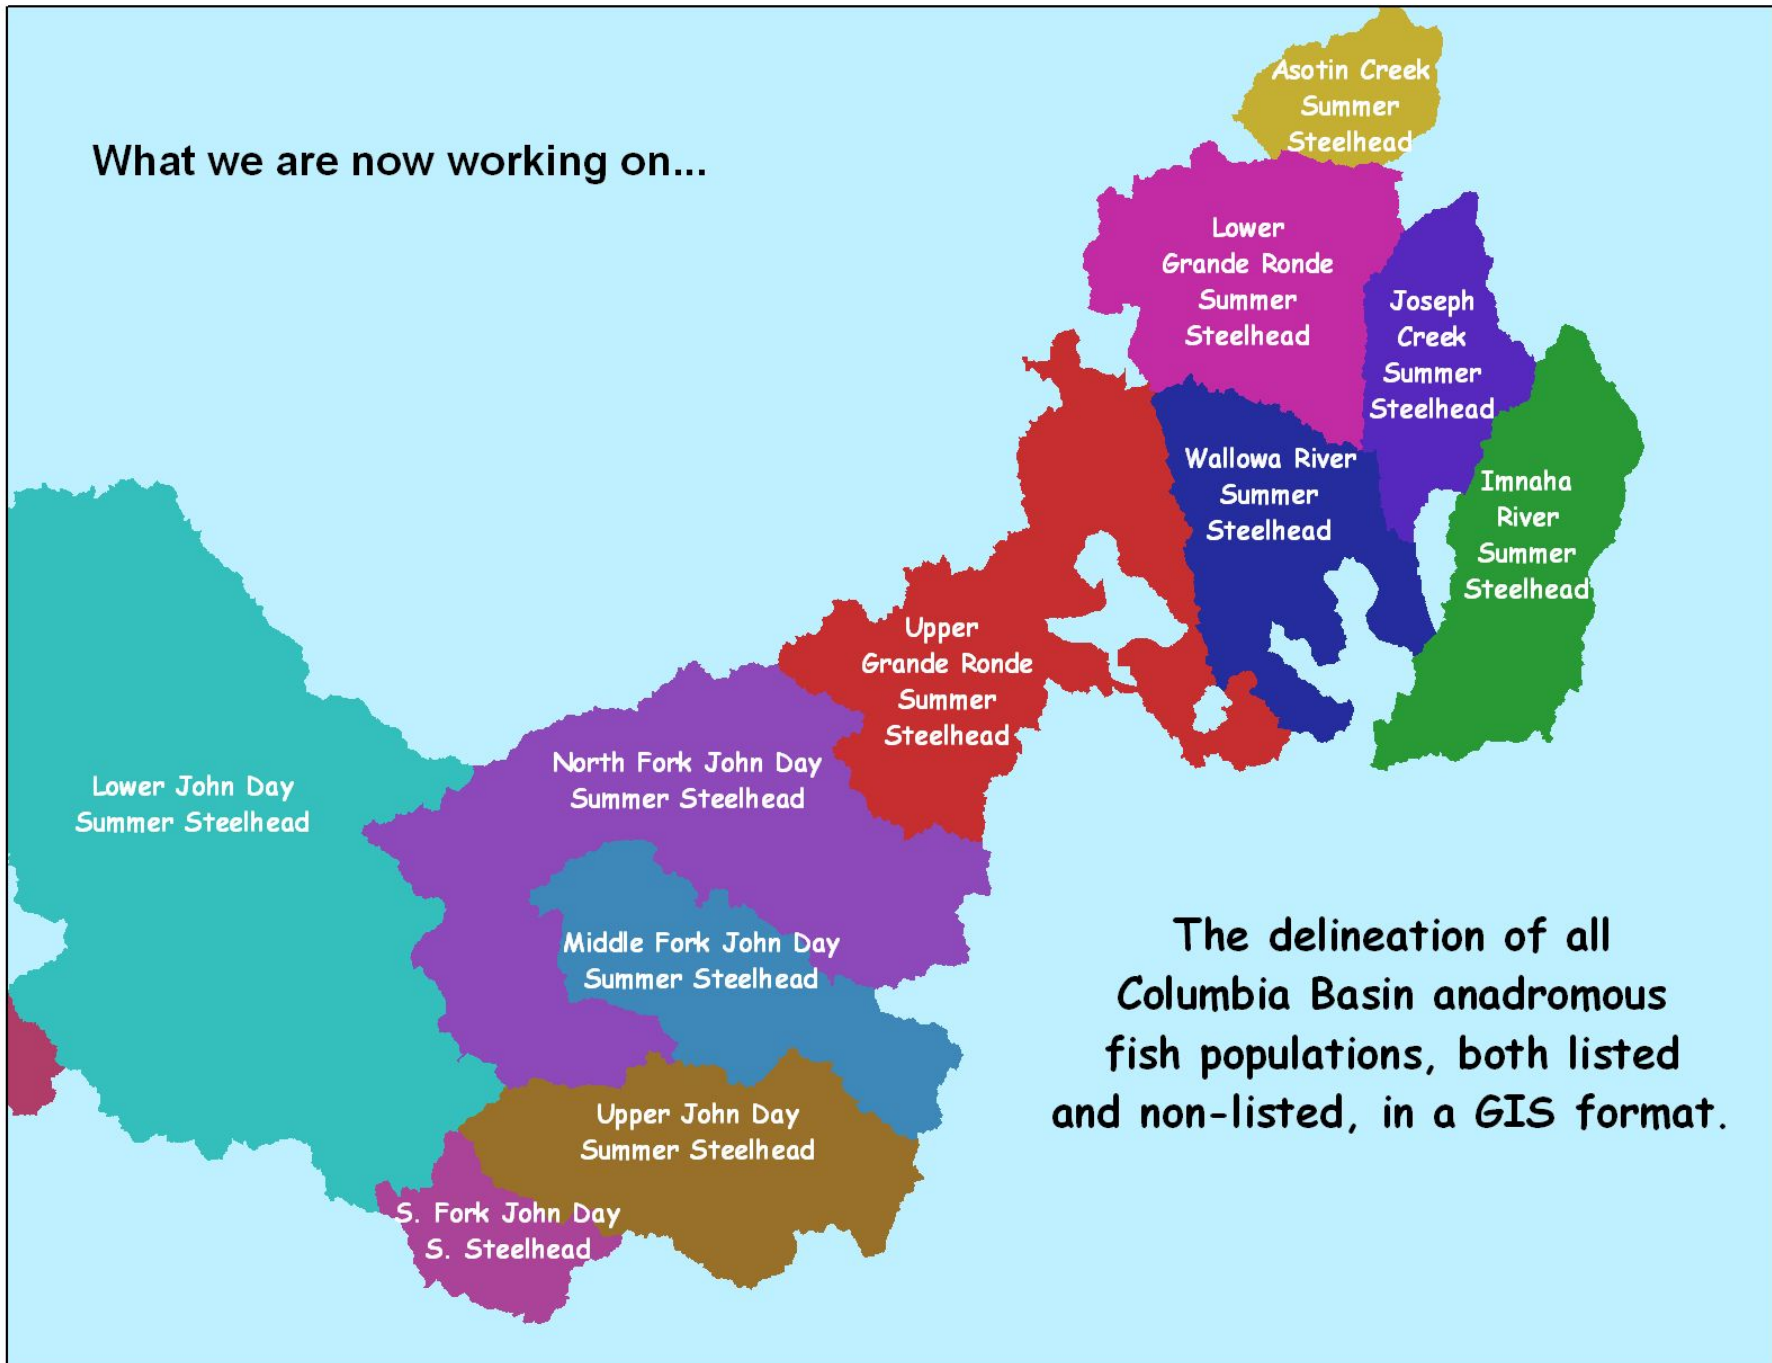 What we are now working on...
Asotin Creek
Summer
Steelhead
Lower
Grande Ronde
Summer
Steelhead
Joseph
Creek
Summer
Steelhead
Wallowa River
Summer
Steelhead
Imnaha
River
Summer
Steelhead
Upper
Grande Ronde
Summer
Steelhead
North Fork John Day
Summer Steelhead
Lower John Day
Summer Steelhead
Middle Fork John Day
Summer Steelhead
Upper John Day
Summer Steelhead
S. Fork John Day
S. Steelhead
The delineation of all
Columbia Basin anadromous
fish populations, both listed
and non-listed, in a GIS format.